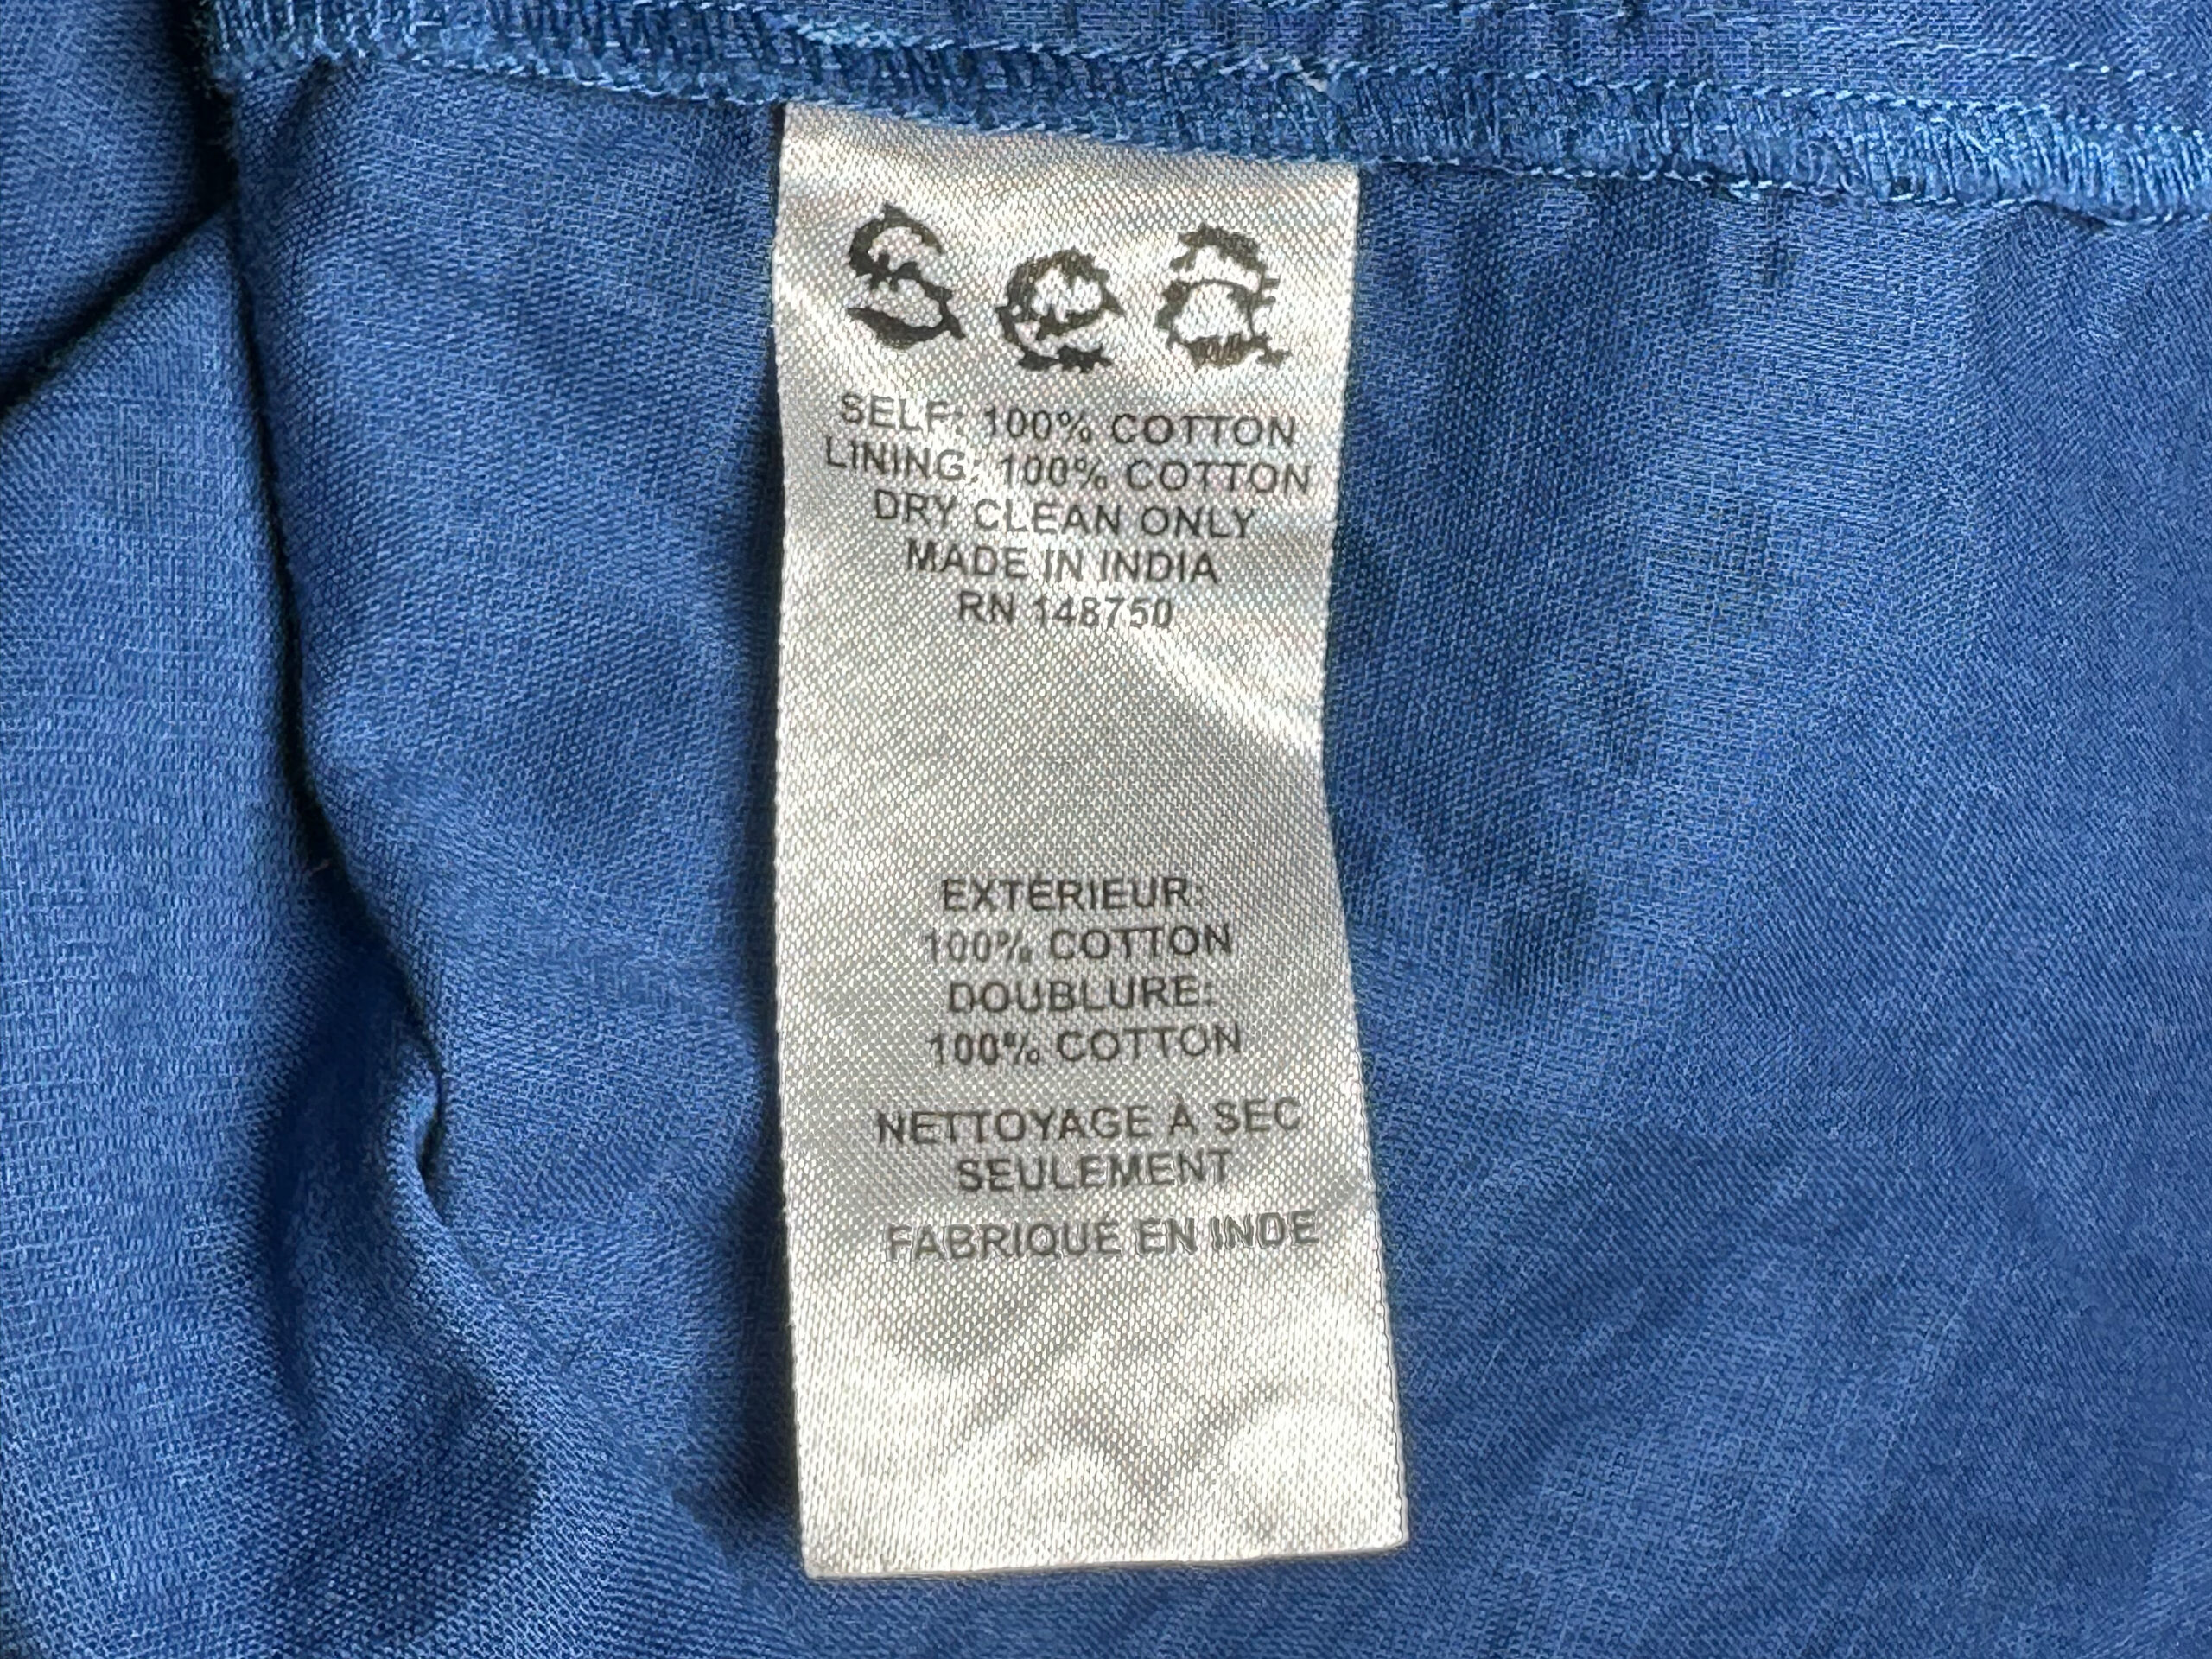 Sea
SELF: 100% COTTON
LINING: 100% COTTON
DRY CLEAN ONLY
MADE IN INDIA
RN 148750
EXTÉRIEUR:
100% COTTON
DOUBLURE:
100% COTTON
NETTOYAGE À SEC
SEULEMENT
FABRIQUÉ EN INDE